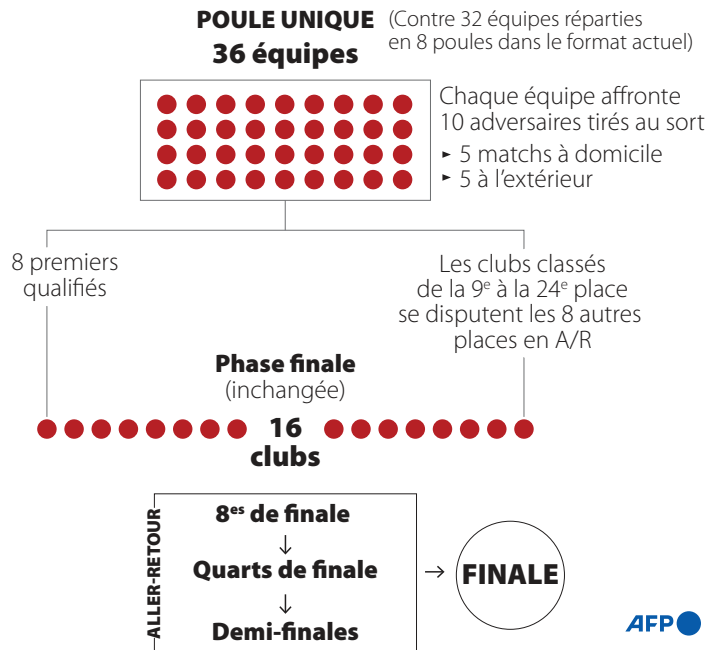 POULE UNIQUE
36 équipes
(Contre 32 équipes réparties
en 8 poules dans le format actuel)
Chaque équipe affronte
10 adversaires tirés au sort
► 5 matchs à domicile
► 5 à l'extérieur
8 premiers
qualifiés
Les clubs classés
de la 9e à la 24e place
se disputent les 8 autres
places en A/R
Phase finale
(inchangée)
16
clubs
ALLER-RETOUR
8es de finale
↓
Quarts de finale
↓
Demi-finales
→
FINALE
AFP